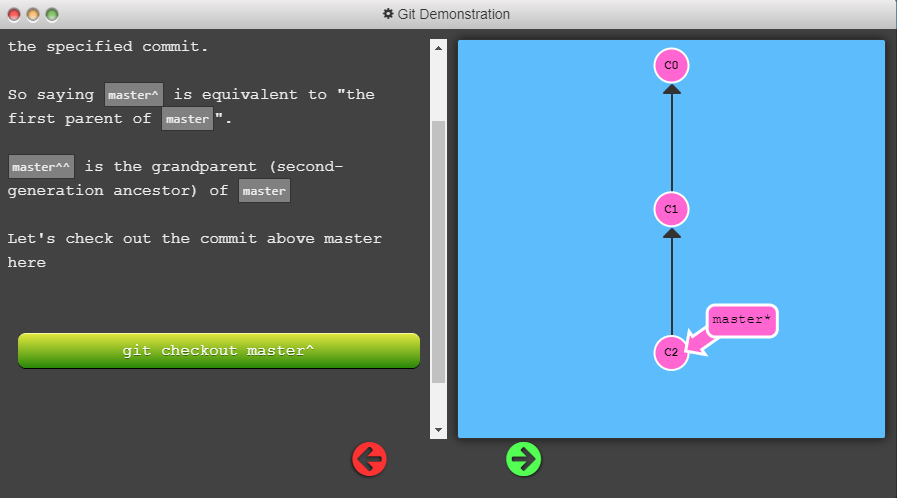 Git Demonstration
the specified commit.
So saying master^ is equivalent to "the
first parent of master".
master^^ is the grandparent (second-
generation ancestor) of master
Let's check out the commit above master
here
git checkout master^
C0
C1
master*
C2